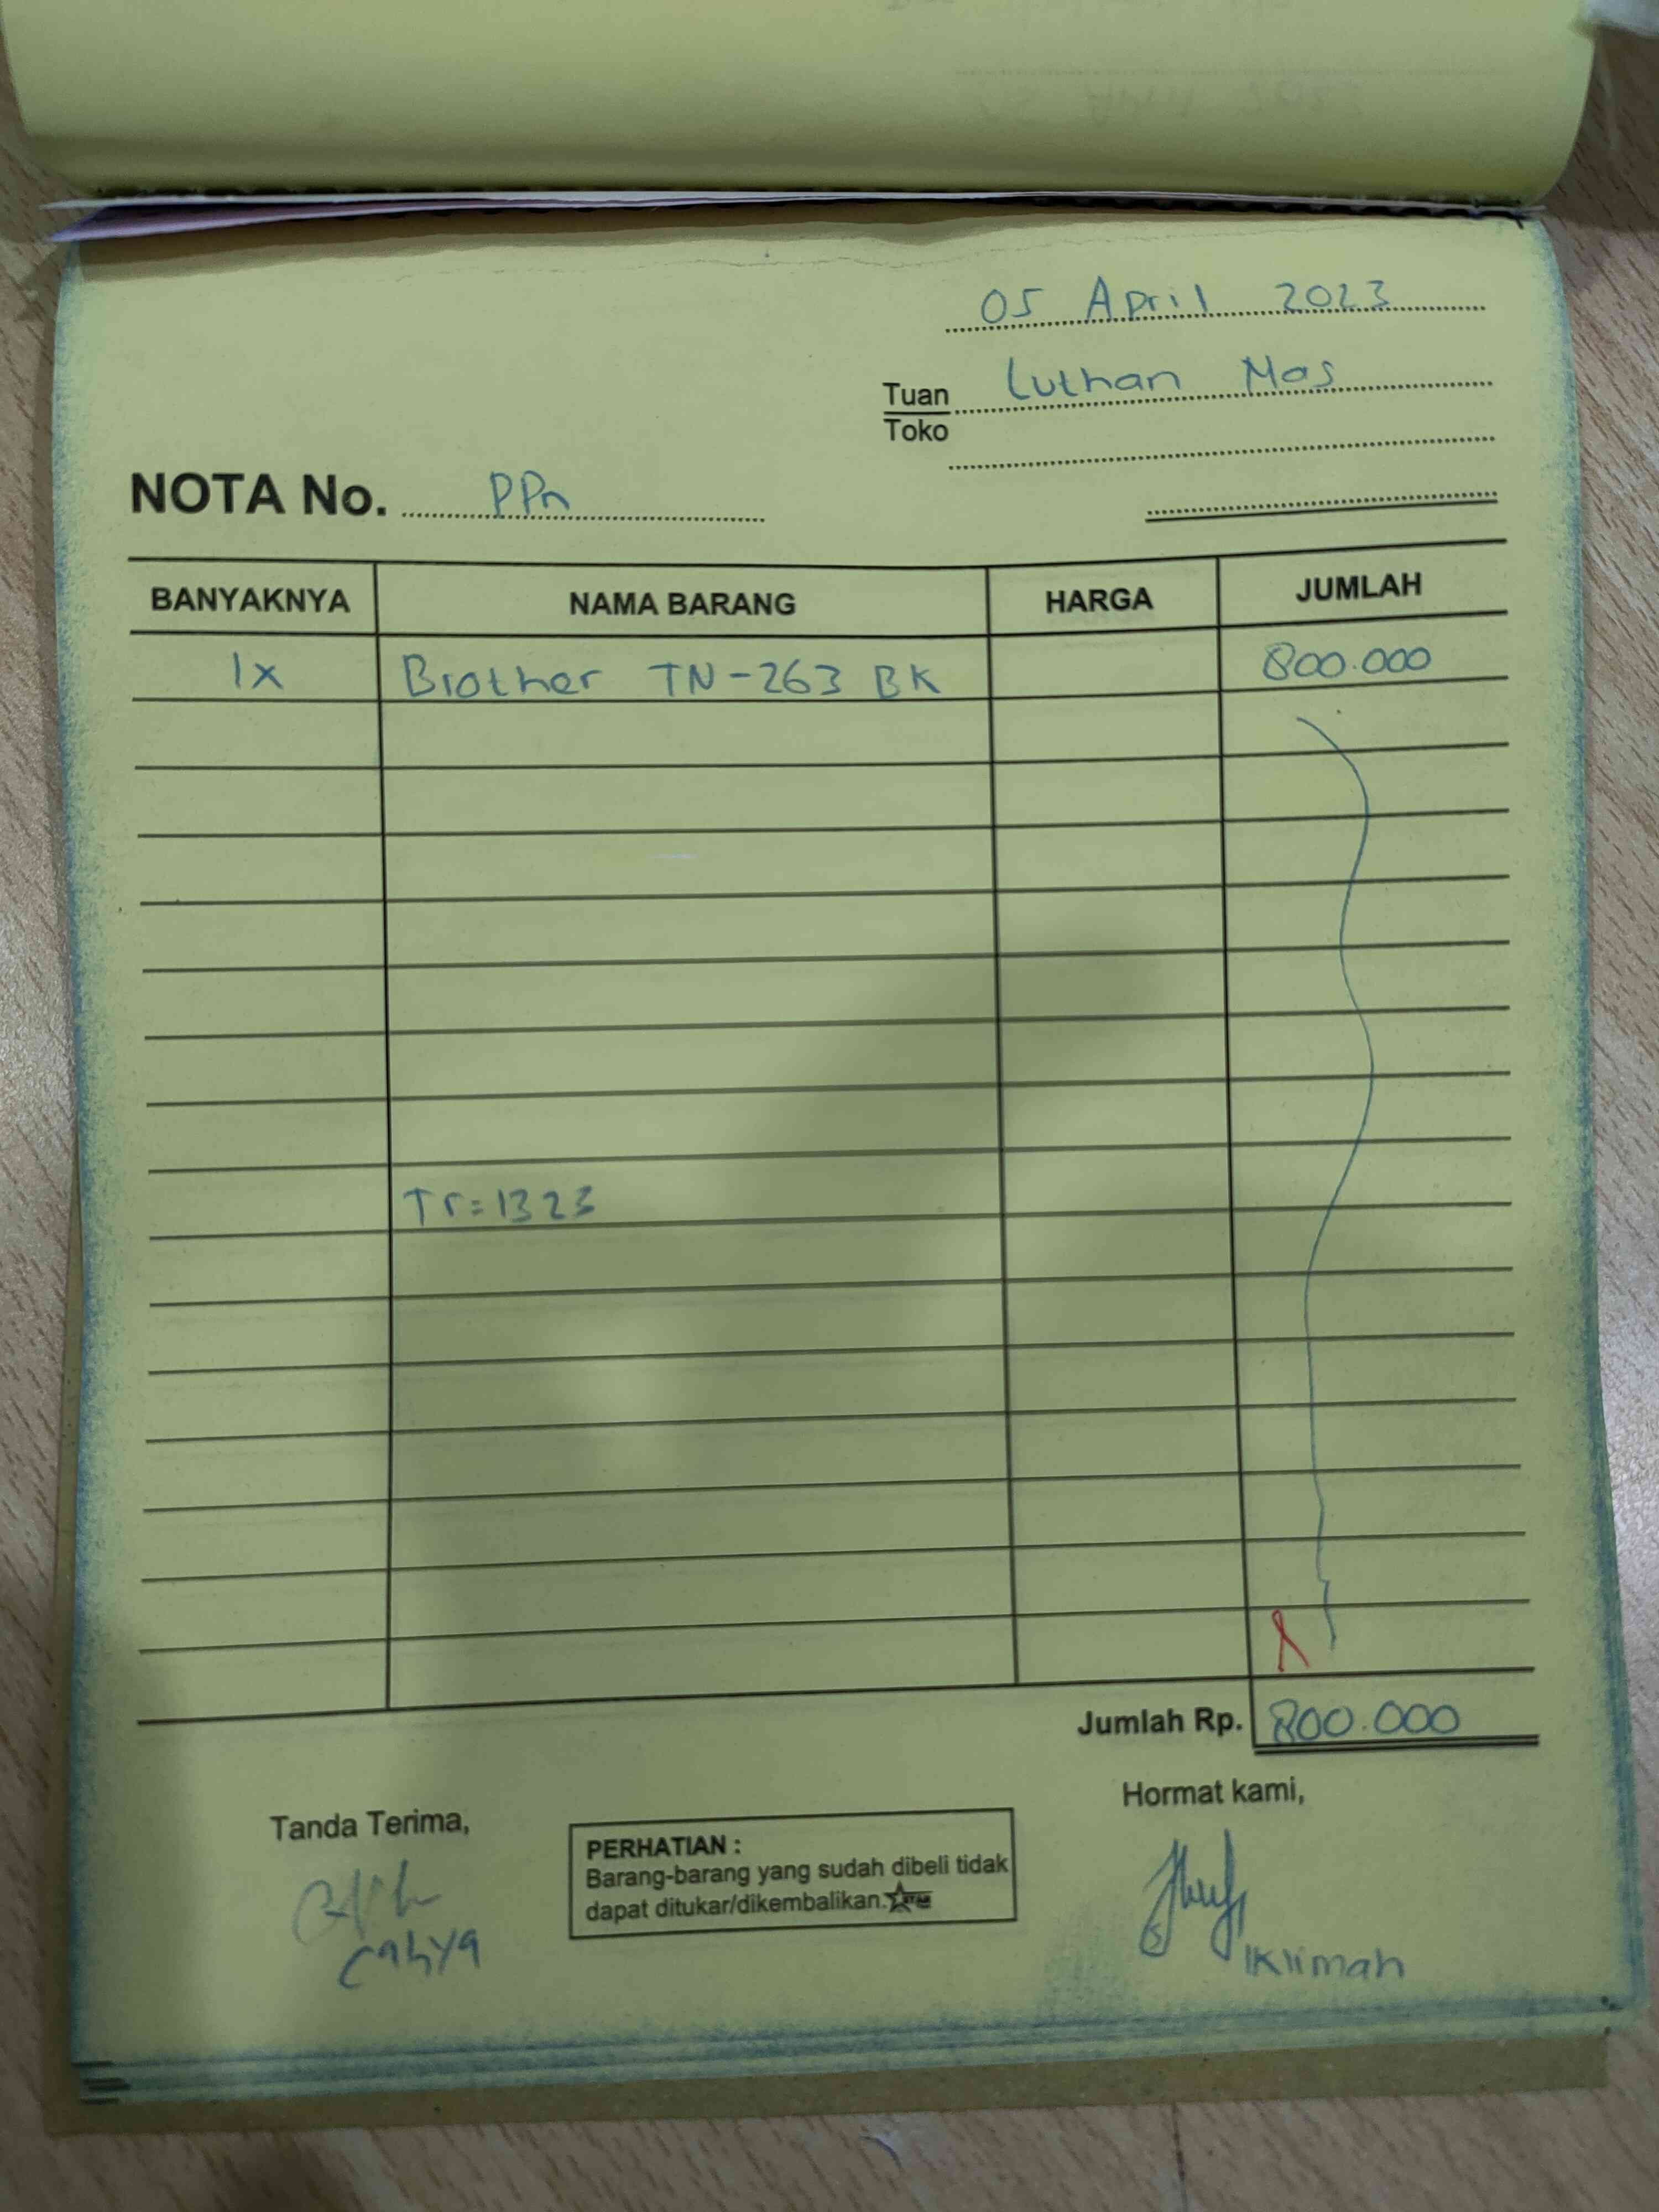 05 April 2023
Tuan Luthan Mas
Toko
NOTA No. PPn
BANYAKNYA NAMA BARANG HARGA JUMLAH
1x Brother TN-263 BK 800.000
Tr=1323
Jumlah Rp. 800.000
Tanda Terima,
Hormat kami,
PERHATIAN :
Barang-barang yang sudah dibeli tidak
dapat ditukar/dikembalikan.
Cahya
Iklimah